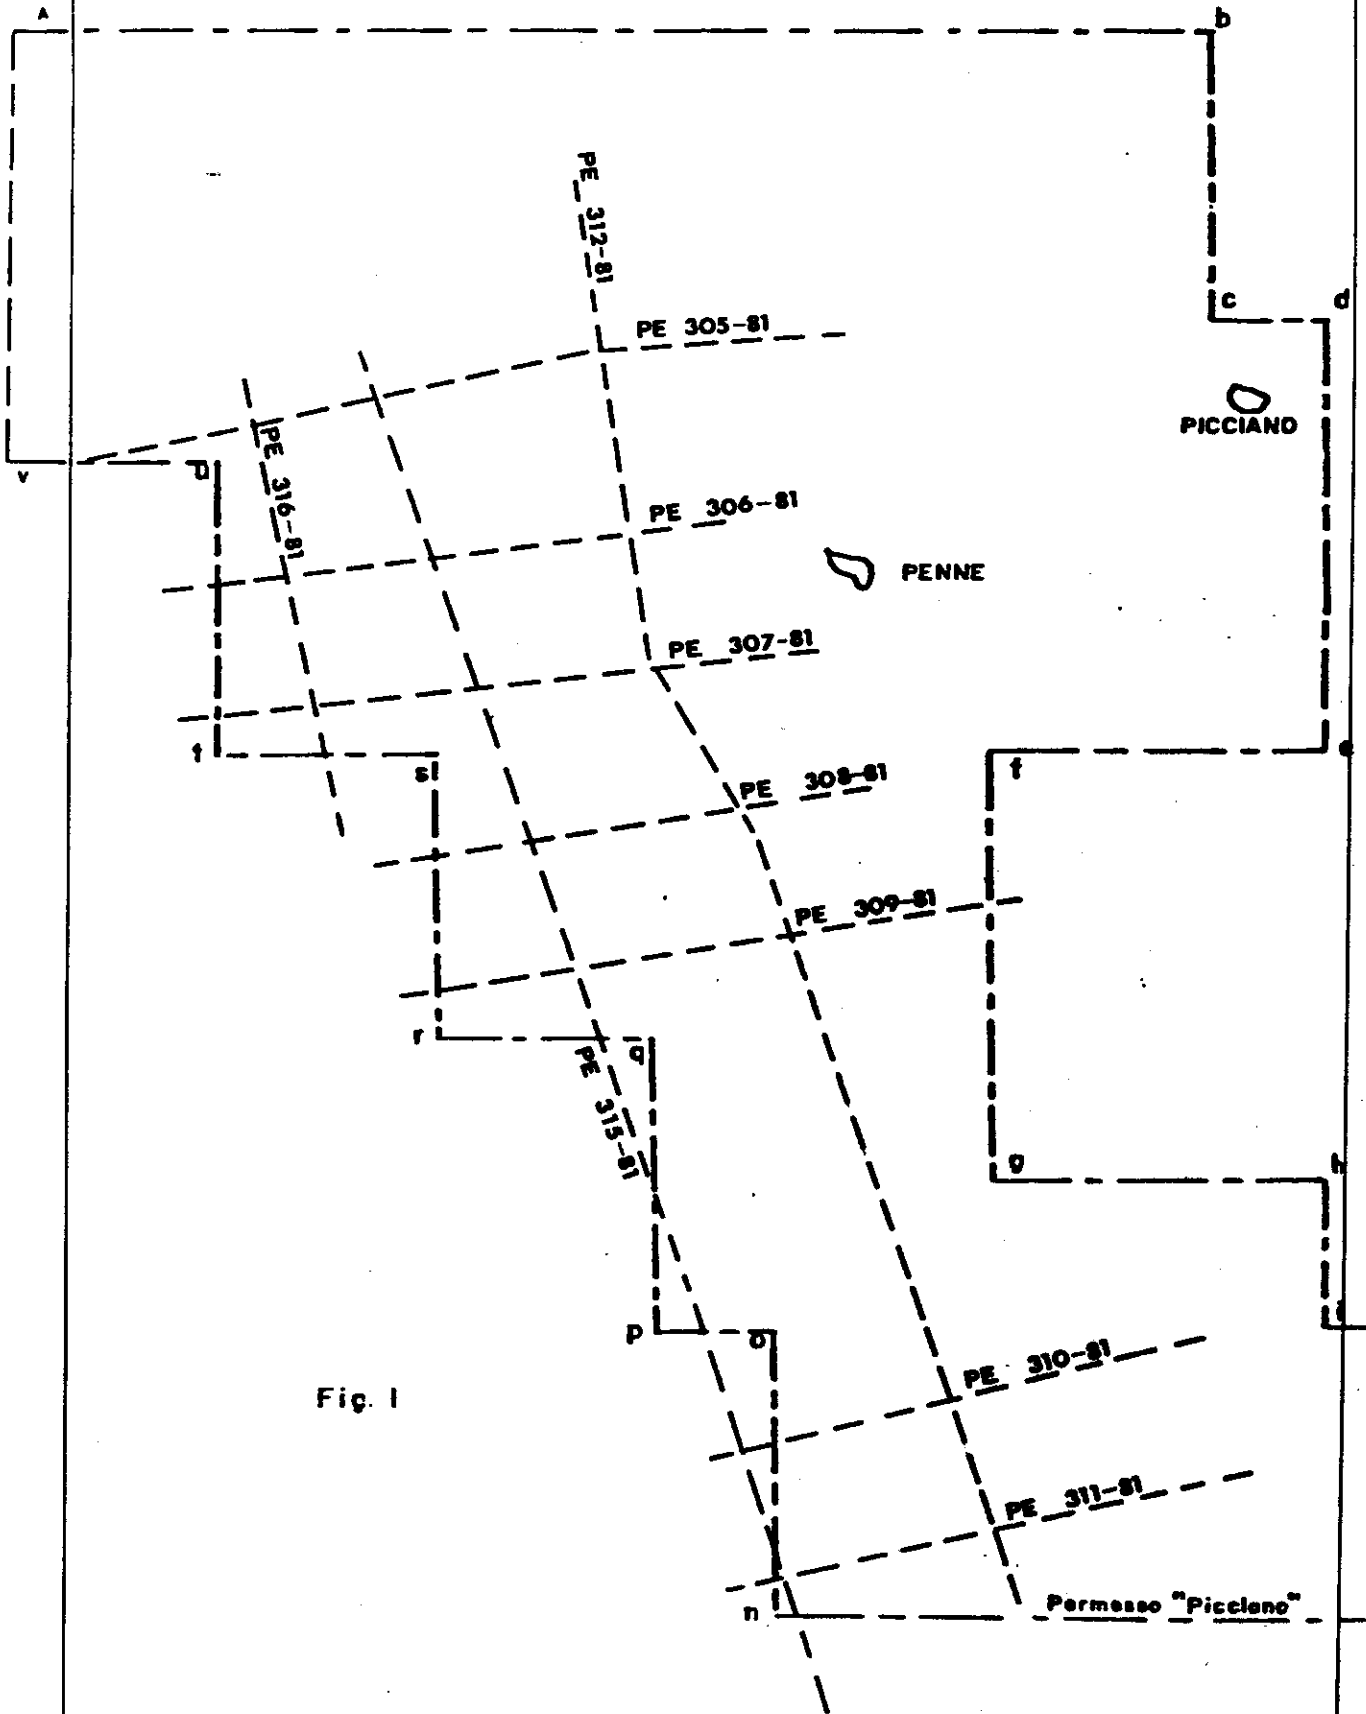 A
b
PE 312-81
c
d
PE 305-81
PICCIANO
v
u
PE 316-81
PE 306-81
PENNE
PE 307-81
t
s
f
e
PE 308-81
PE 309-81
r
q
PE 315-81
g
h
i
p
o
PE 310-81
Fig. 1
PE 311-81
n
Permesso "Picciano"